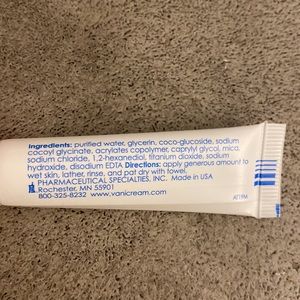 Ingredients: purified water, glycerin, coco-glucoside, sodium
cocoyl glycinate, acrylates copolymer, caprylyl glycol, mica,
sodium chloride, 1,2-hexanediol, titanium dioxide, sodium
hydroxide, disodium EDTA Directions: apply generous amount to
wet skin, lather, rinse, and pat dry with towel.
PHARMACEUTICAL SPECIALTIES, INC. Made in USA
Rochester, MN 55901
800-325-8232 www.vanicream.com
AT19M